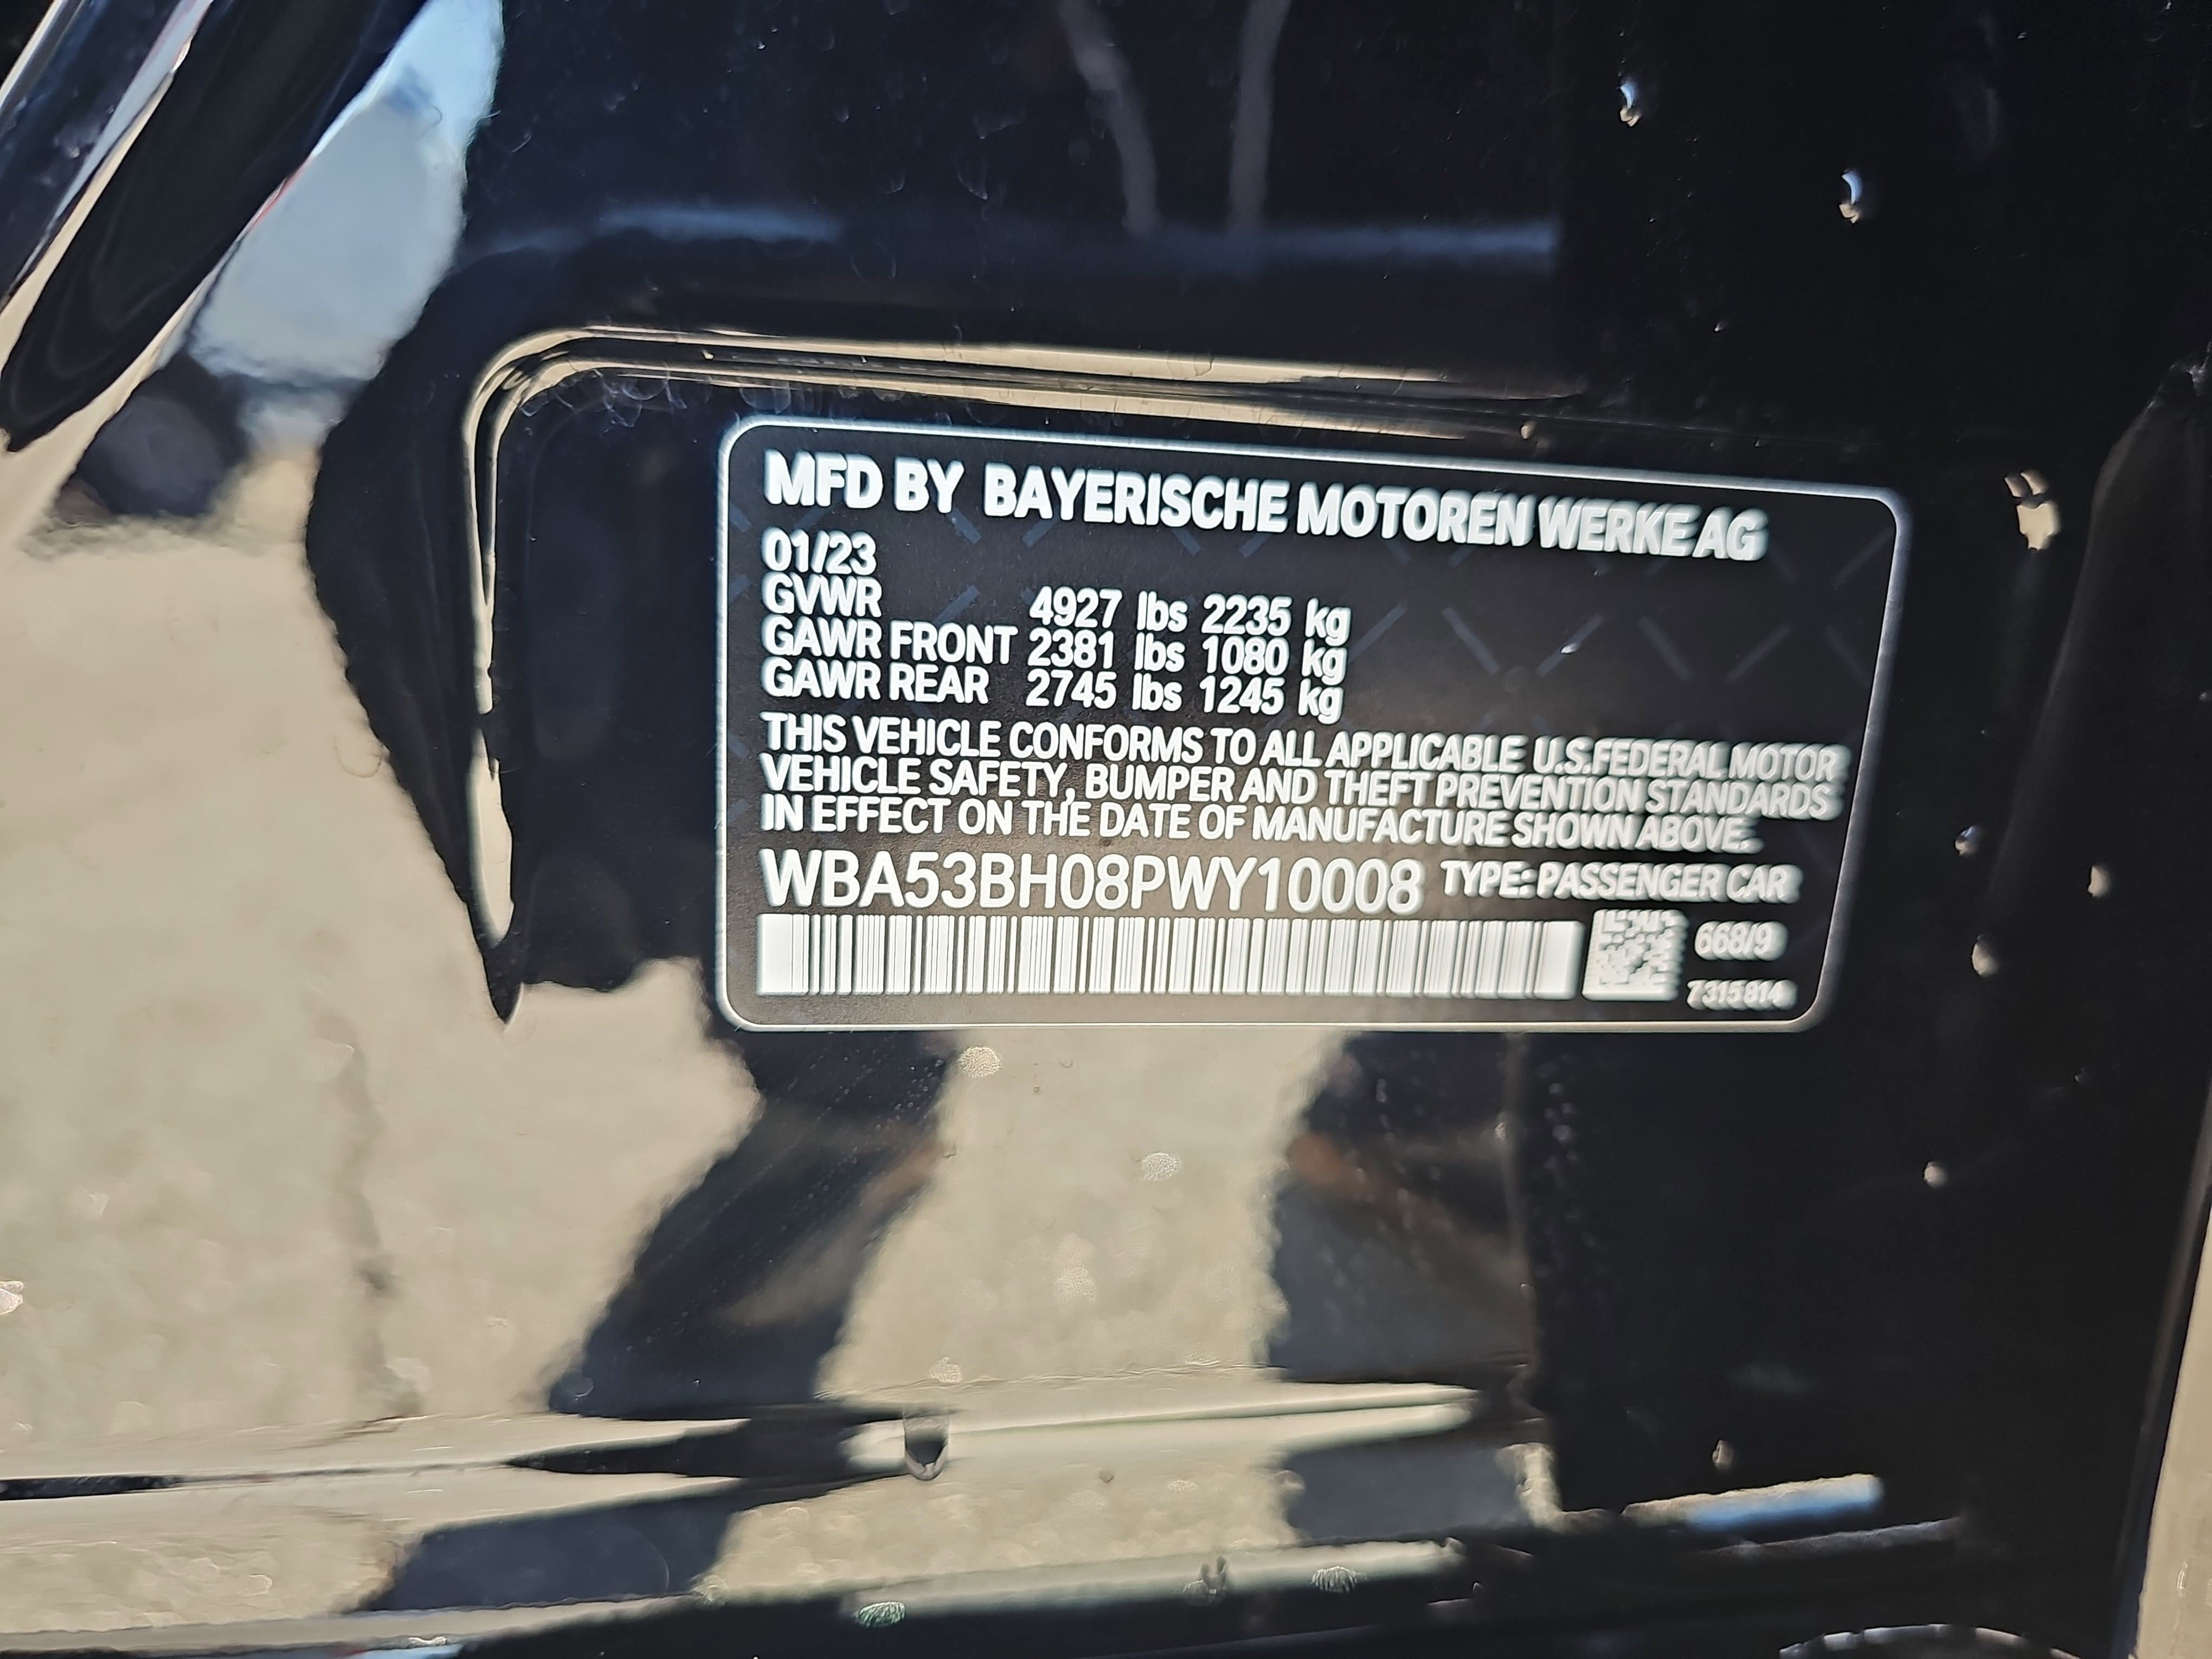 MFD BY BAYERISCHE MOTOREN WERKE AG
01/23
GVWR 4927 lbs 2235 kg
GAWR FRONT 2381 lbs 1080 kg
GAWR REAR 2745 lbs 1245 kg
THIS VEHICLE CONFORMS TO ALL APPLICABLE U.S.FEDERAL MOTOR
VEHICLE SAFETY, BUMPER AND THEFT PREVENTION STANDARDS
IN EFFECT ON THE DATE OF MANUFACTURE SHOWN ABOVE.
WBA53BH08PWY10008 TYPE: PASSENGER CAR
668/9
7315814